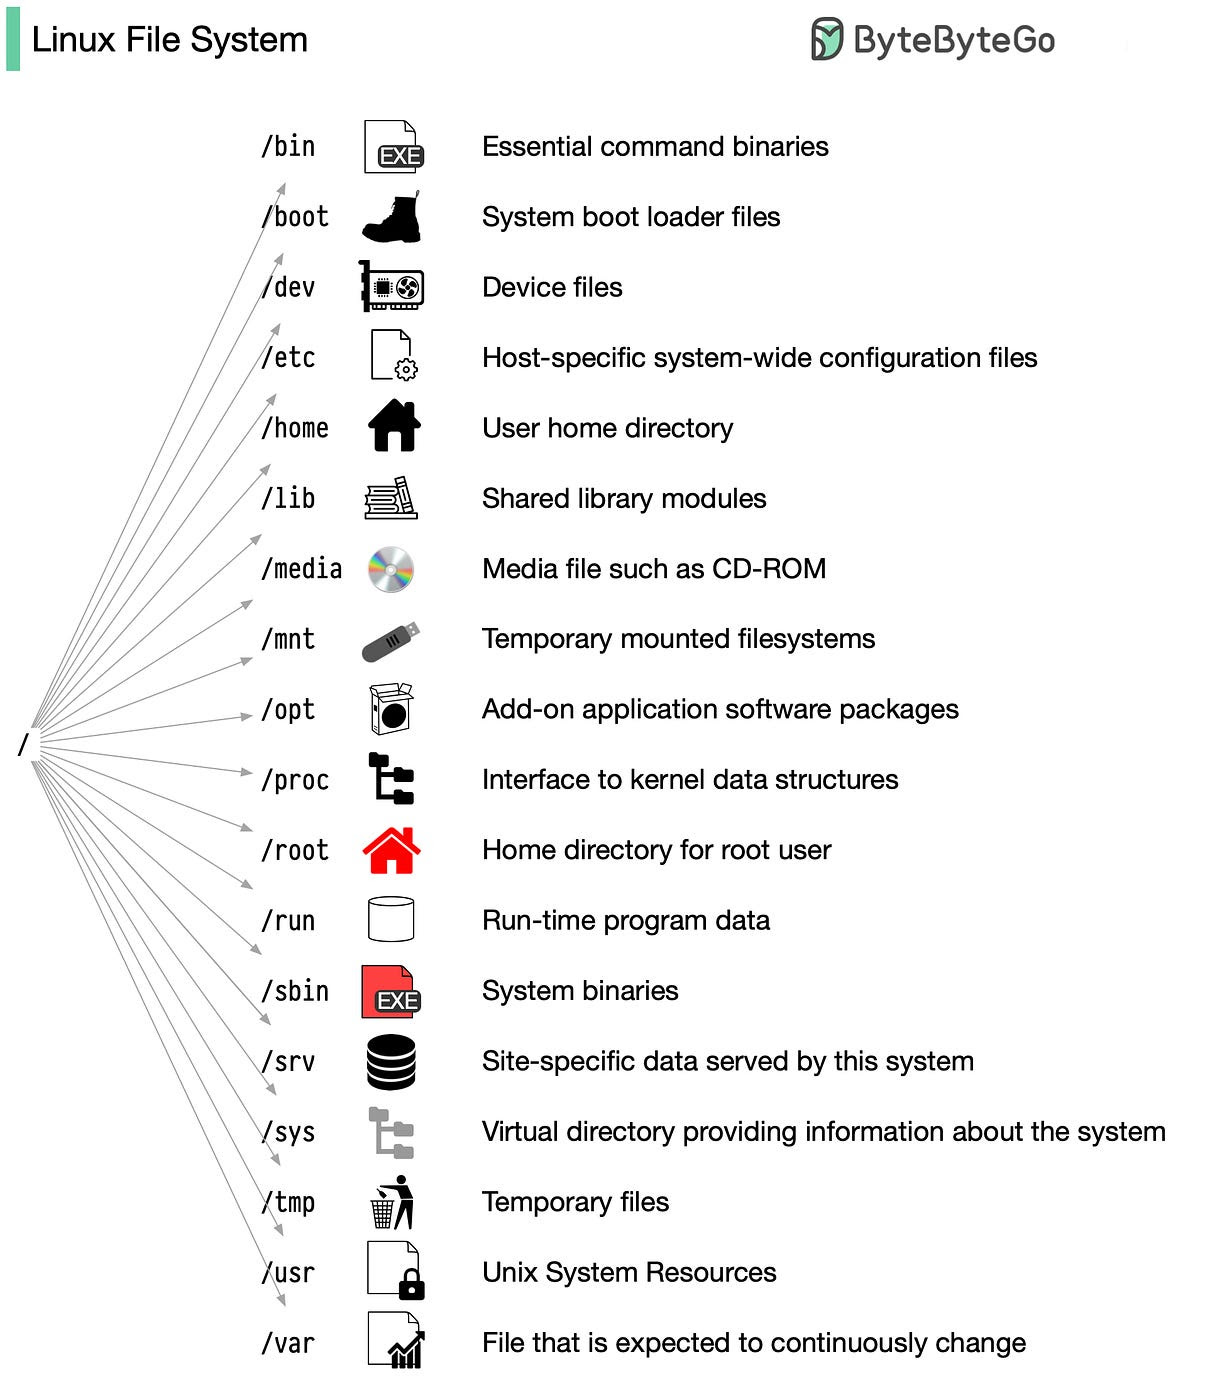 Linux File System
ByteByteGo
/bin EXE Essential command binaries
/boot System boot loader files
/dev Device files
/etc Host-specific system-wide configuration files
/home User home directory
/lib Shared library modules
/media Media file such as CD-ROM
/mnt Temporary mounted filesystems
/opt Add-on application software packages
/
/proc Interface to kernel data structures
/root Home directory for root user
/run Run-time program data
/sbin EXE System binaries
/srv Site-specific data served by this system
/sys Virtual directory providing information about the system
/tmp Temporary files
/usr Unix System Resources
/var File that is expected to continuously change